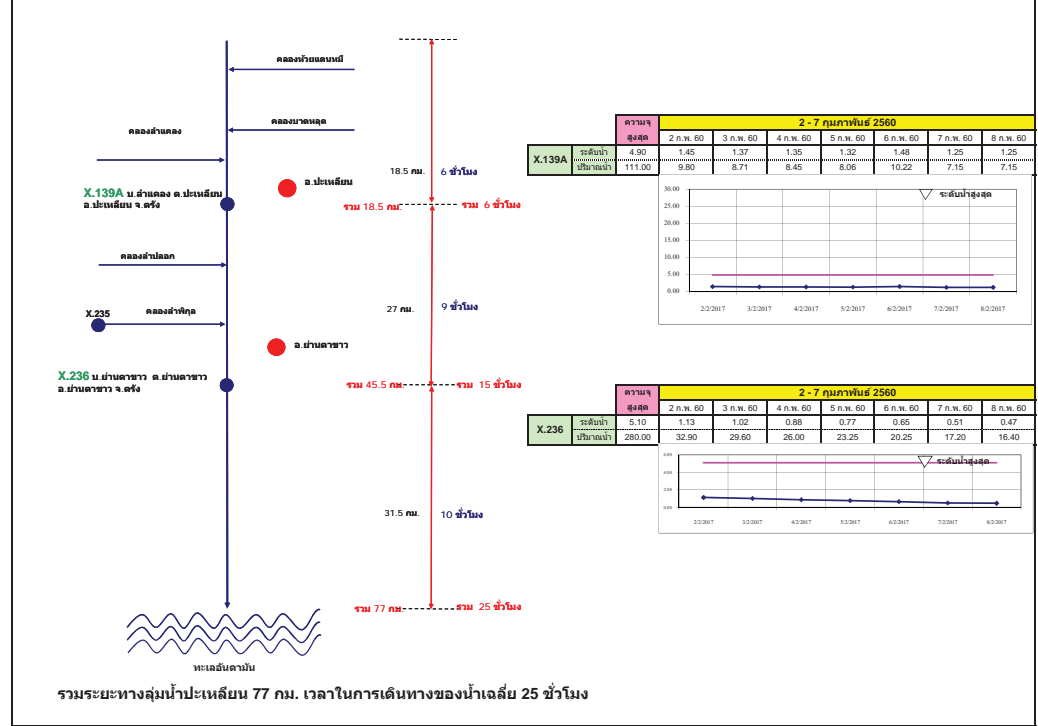 คลองห้วยแดนหมี
คลองบาตหลุด
คลองลำแคลง
X.139A บ.ลำแคลง ต.ปะเหลียน
อ.ปะเหลียน จ.ตรัง
อ.ปะเหลียน
18.5 กม. 6 ชั่วโมง
รวม 18.5 กม. รวม 6 ชั่วโมง
คลองลำปลอก
X.235 คลองลำพิกุล
27 กม. 9 ชั่วโมง
อ.ย่านตาขาว
X.236 บ.ย่านตาขาว ต.ย่านตาขาว
อ.ย่านตาขาว จ.ตรัง
รวม 45.5 กม. รวม 15 ชั่วโมง
31.5 กม. 10 ชั่วโมง
รวม 77 กม. รวม 25 ชั่วโมง
ทะเลอันดามัน
รวมระยะทางลุ่มน้ำปะเหลียน 77 กม. เวลาในการเดินทางของน้ำเฉลี่ย 25 ชั่วโมง
ความจุ 2 - 7 กุมภาพันธ์ 2560
สูงสุด 2 ก.พ. 60 3 ก.พ. 60 4 ก.พ. 60 5 ก.พ. 60 6 ก.พ. 60 7 ก.พ. 60 8 ก.พ. 60
X.139A
ระดับน้ำ 4.90 1.45 1.37 1.35 1.32 1.48 1.25 1.25
ปริมาณน้ำ 111.00 9.80 8.71 8.45 8.06 10.22 7.15 7.15
ระดับน้ำสูงสุด
30.00
25.00
20.00
15.00
10.00
5.00
0.00
2/2/2017 3/2/2017 4/2/2017 5/2/2017 6/2/2017 7/2/2017 8/2/2017
ความจุ 2 - 7 กุมภาพันธ์ 2560
สูงสุด 2 ก.พ. 60 3 ก.พ. 60 4 ก.พ. 60 5 ก.พ. 60 6 ก.พ. 60 7 ก.พ. 60 8 ก.พ. 60
X.236
ระดับน้ำ 5.10 1.13 1.02 0.88 0.77 0.65 0.51 0.47
ปริมาณน้ำ 280.00 32.90 29.60 26.00 23.25 20.25 17.20 16.40
ระดับน้ำสูงสุด
6.00
4.00
2.00
0.00
2/2/2017 3/2/2017 4/2/2017 5/2/2017 6/2/2017 7/2/2017 8/2/2017